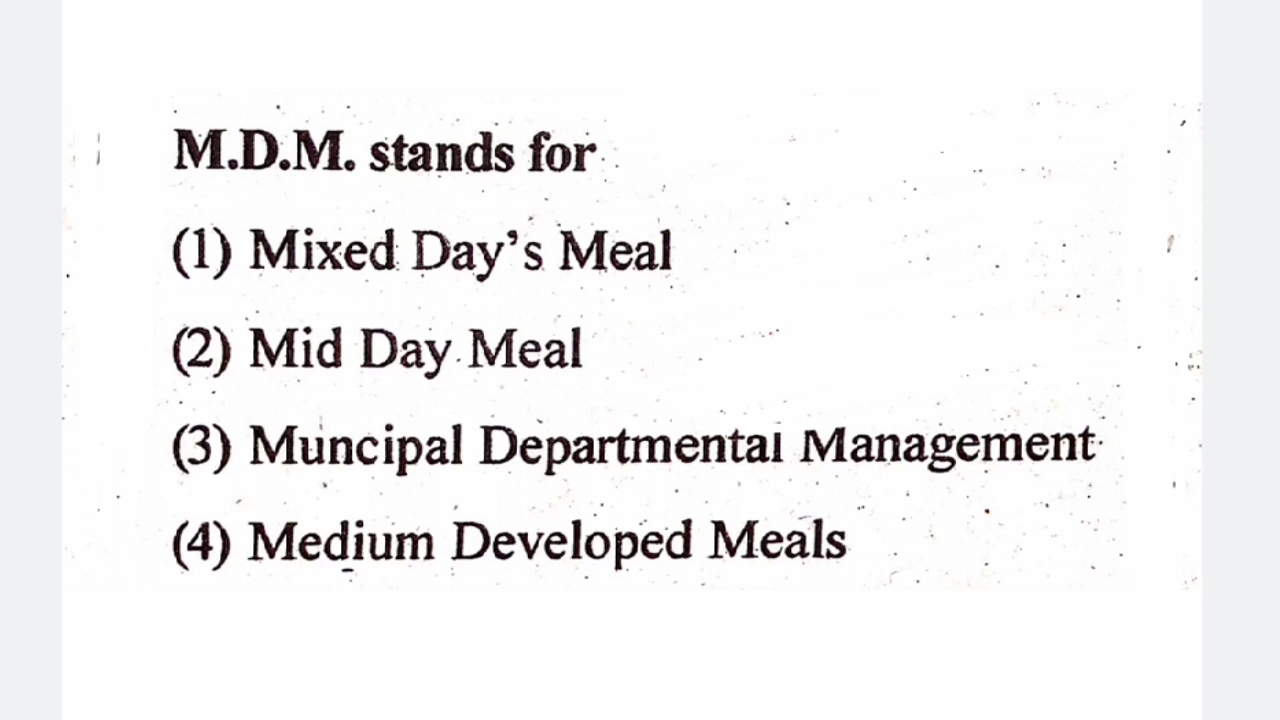 M.D.M. stands for
(1) Mixed Day's Meal
(2) Mid Day Meal
(3) Muncipal Departmental Management
(4) Medium Developed Meals